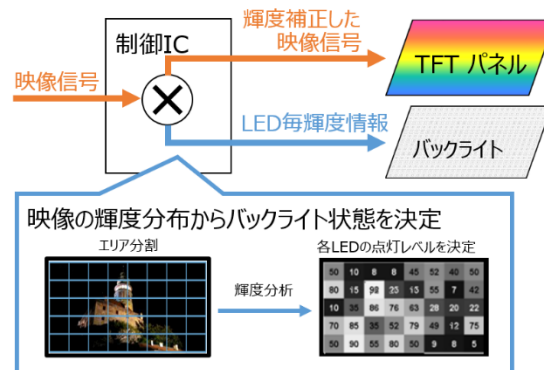 制御IC
輝度補正した
映像信号
映像信号
TFT パネル
LED毎輝度情報
バックライト
映像の輝度分布からバックライト状態を決定
エリア分割
各LEDの点灯レベルを決定
輝度分析
50 10 8 8 45 52 40 50
80 15 92 25 15 55 7 42
10 35 86 76 63 28 20 22
70 85 35 52 79 49 12 75
50 90 55 80 50 9 8 5